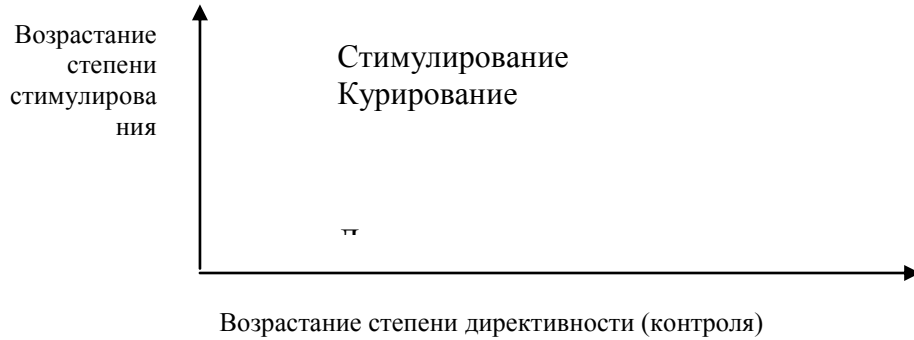 Возрастание
степени
стимулирова
ния
Стимулирование
Курирование
Возрастание степени директивности (контроля)